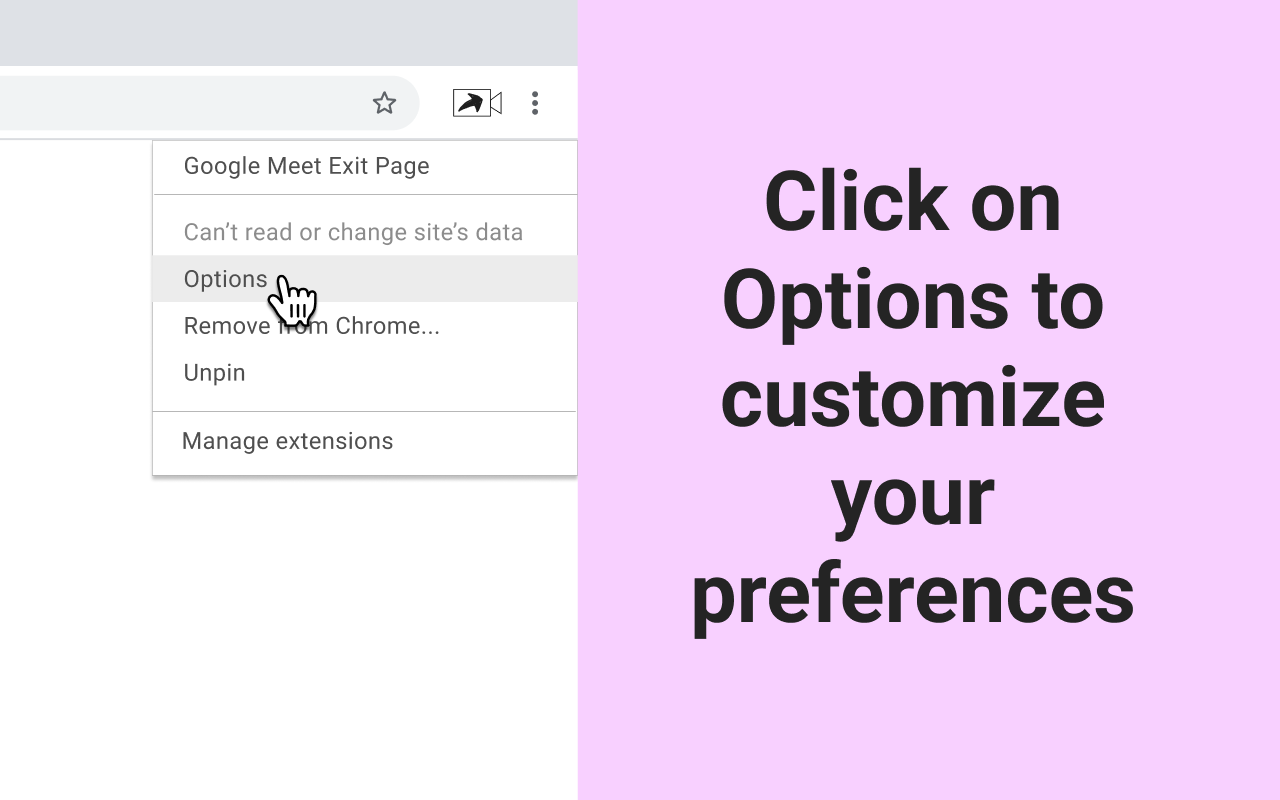 Google Meet Exit Page
Can’t read or change site’s data
Options
Remove from Chrome...
Unpin
Manage extensions
Click on
Options to
customize
your
preferences